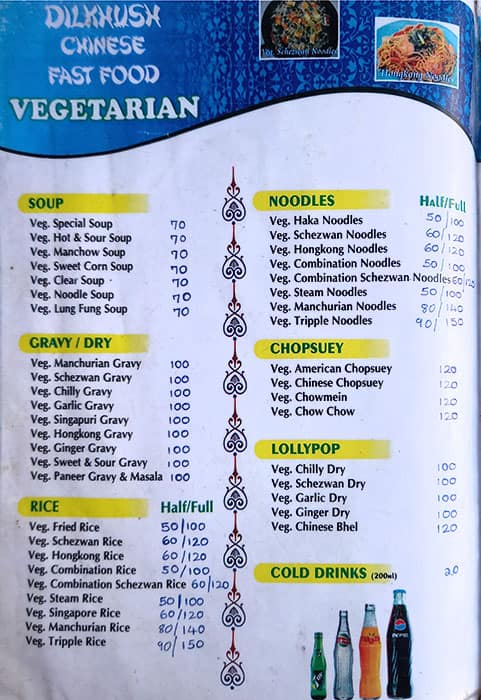 DILKHUSH
CHINESE
FAST FOOD
VEGETARIAN
Veg. Schezwan Noodles
Hongkong Noodles
SOUP
Veg. Special Soup 70
Veg. Hot & Sour Soup 70
Veg. Manchow Soup 70
Veg. Sweet Corn Soup 70
Veg. Clear Soup 70
Veg. Noodle Soup 70
Veg. Lung Fung Soup 70
GRAVY / DRY
Veg. Manchurian Gravy 100
Veg. Schezwan Gravy 100
Veg. Chilly Gravy 100
Veg. Garlic Gravy 100
Veg. Singapuri Gravy 100
Veg. Hongkong Gravy 100
Veg. Ginger Gravy 100
Veg. Sweet & Sour Gravy 100
Veg. Paneer Gravy & Masala 100
RICE Half/Full
Veg. Fried Rice 50/100
Veg. Schezwan Rice 60/120
Veg. Hongkong Rice 60/120
Veg. Combination Rice 50/100
Veg. Combination Schezwan Rice 60/120
Veg. Steam Rice 50/100
Veg. Singapore Rice 60/120
Veg. Manchurian Rice 80/140
Veg. Tripple Rice 90/150
NOODLES Half/Full
Veg. Haka Noodles 50/100
Veg. Schezwan Noodles 60/120
Veg. Hongkong Noodles 60/120
Veg. Combination Noodles 50/100
Veg. Combination Schezwan Noodles 60/120
Veg. Steam Noodles 50/100
Veg. Manchurian Noodles 80/140
Veg. Tripple Noodles 90/150
CHOPSUEY
Veg. American Chopsuey 120
Veg. Chinese Chopsuey 120
Veg. Chowmein 120
Veg. Chow Chow 120
LOLLYPOP
Veg. Chilly Dry 100
Veg. Schezwan Dry 100
Veg. Garlic Dry 100
Veg. Ginger Dry 100
Veg. Chinese Bhel 120
COLD DRINKS (200ml) 20
PEPSI